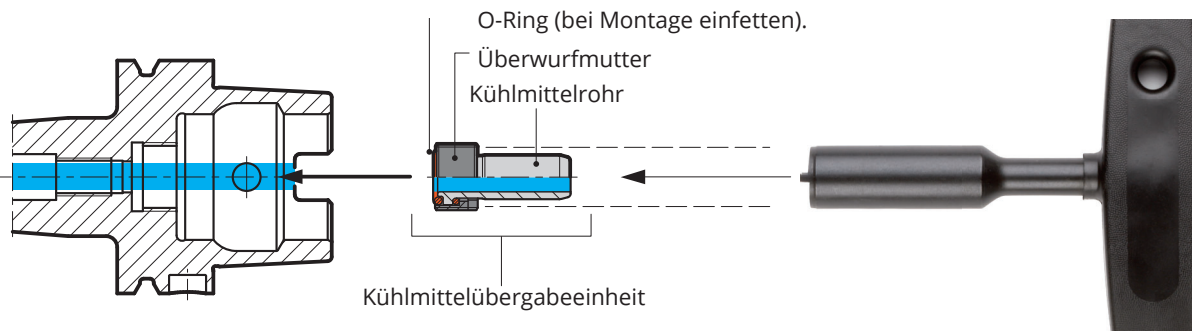 O-Ring (bei Montage einfetten).
Überwurfmutter
Kühlmittelrohr
Kühlmittelübergabeeinheit